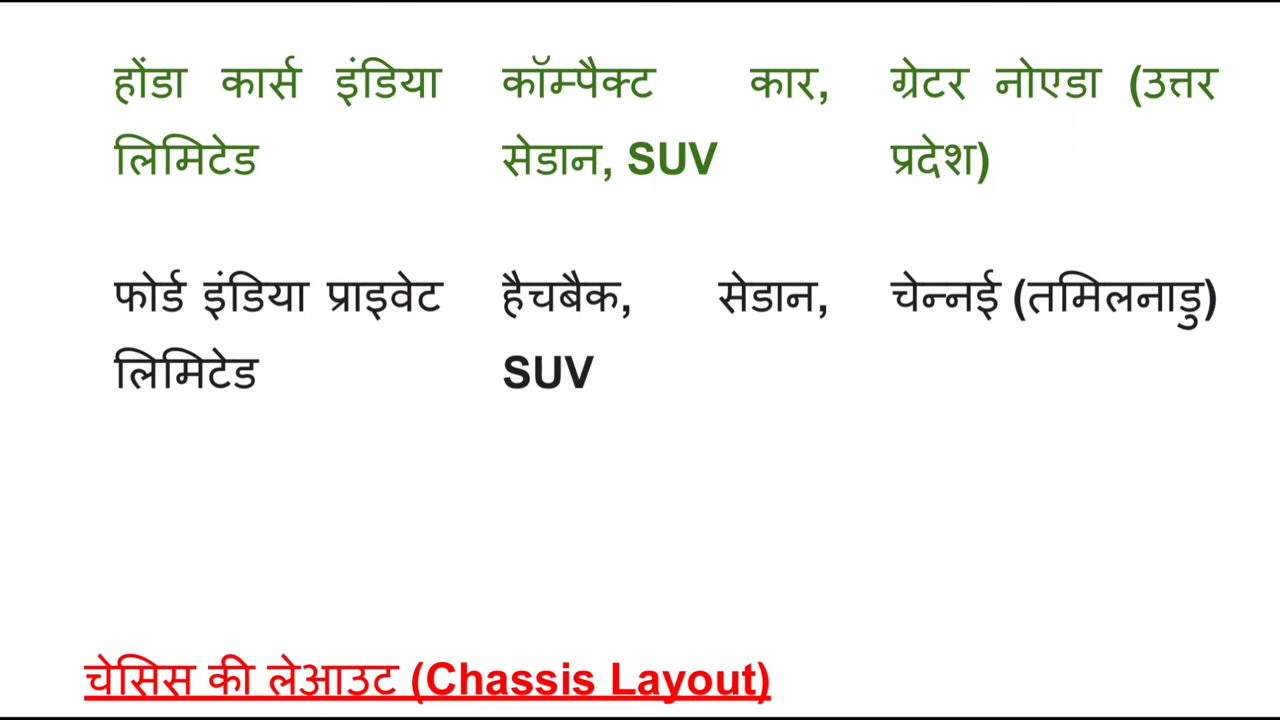 होंडा कार्स इंडिया कॉम्पैक्ट कार, ग्रेटर नोएडा (उत्तर
लिमिटेड सेडान, SUV प्रदेश)
फोर्ड इंडिया प्राइवेट हैचबैक, सेडान, चेन्नई (तमिलनाडु)
लिमिटेड SUV
चेसिस की लेआउट (Chassis Layout)